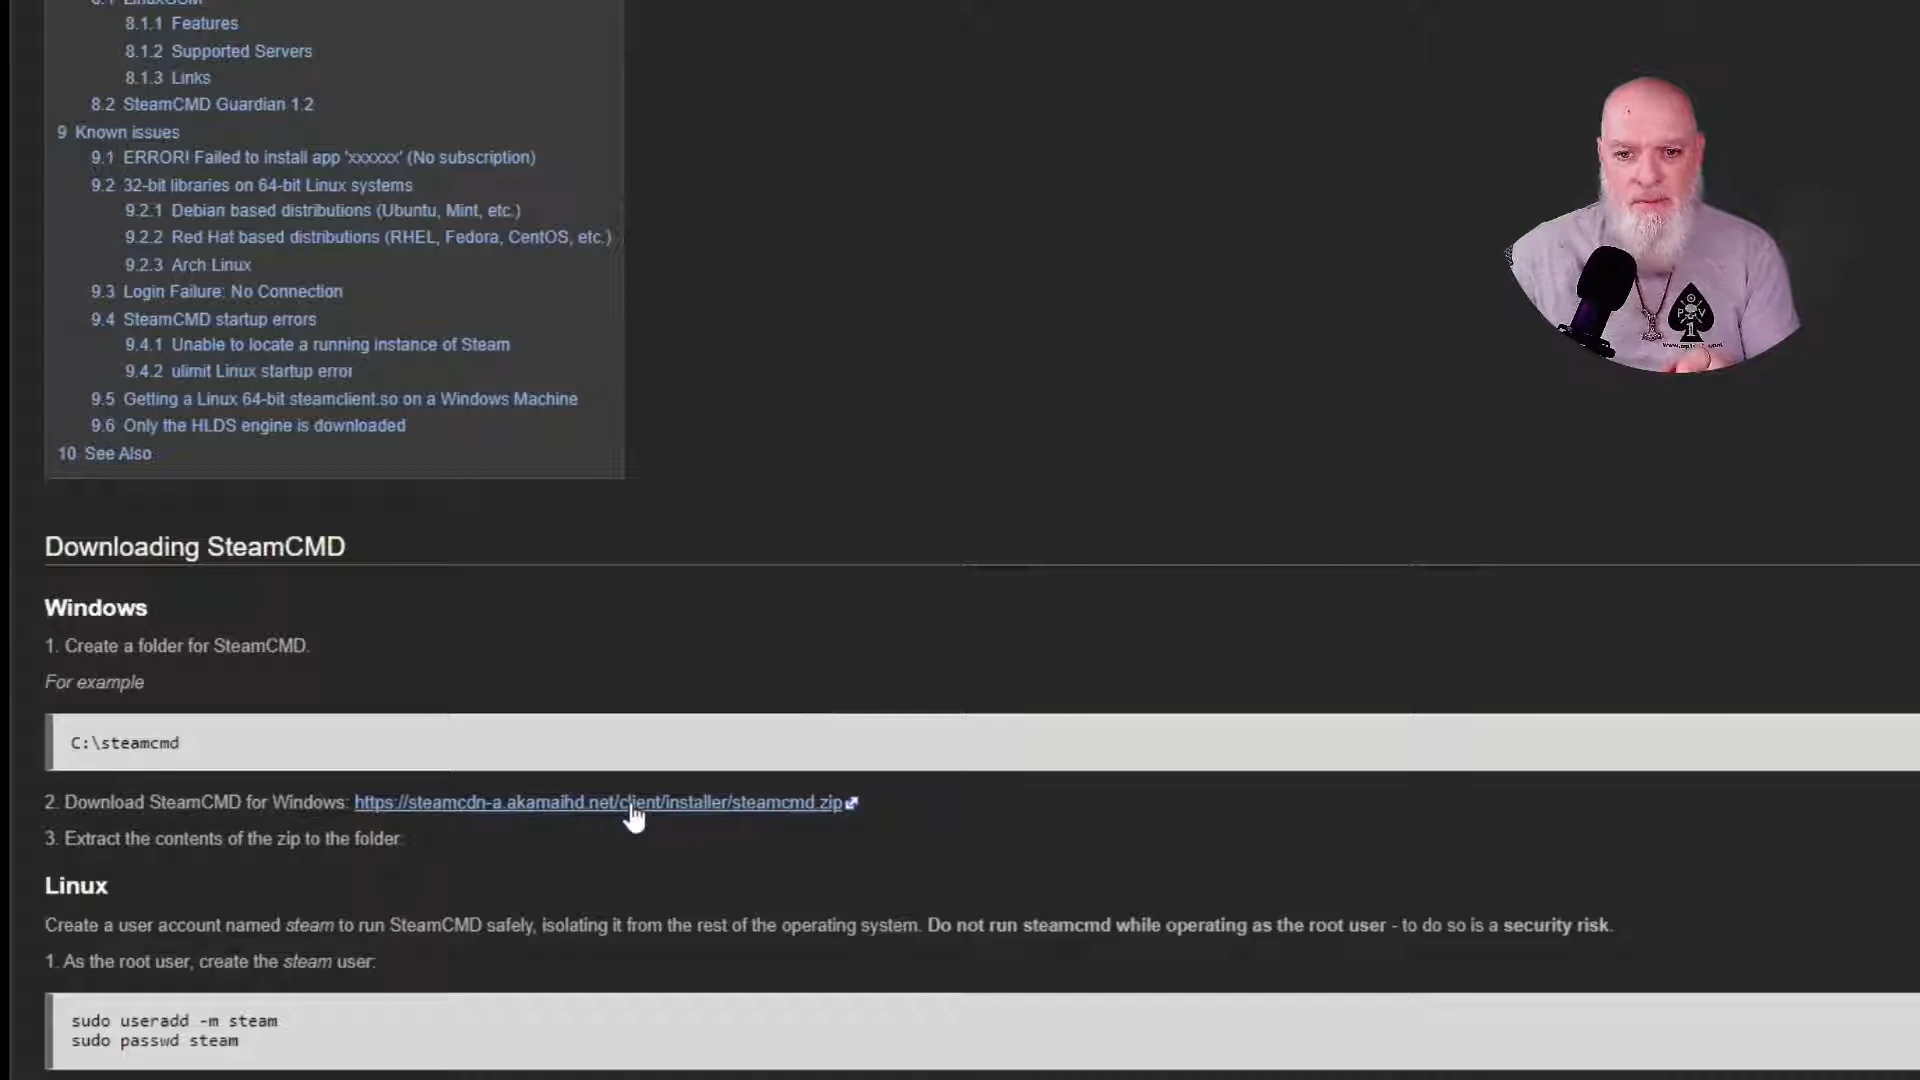 8.1 LinuxGSM
8.1.1 Features
8.1.2 Supported Servers
8.1.3 Links
8.2 SteamCMD Guardian 1.2
9 Known issues
9.1 ERROR! Failed to install app 'xxxxxx' (No subscription)
9.2 32-bit libraries on 64-bit Linux systems
9.2.1 Debian based distributions (Ubuntu, Mint, etc.)
9.2.2 Red Hat based distributions (RHEL, Fedora, CentOS, etc.)
9.2.3 Arch Linux
9.3 Login Failure: No Connection
9.4 SteamCMD startup errors
9.4.1 Unable to locate a running instance of Steam
9.4.2 ulimit Linux startup error
9.5 Getting a Linux 64-bit steamclient.so on a Windows Machine
9.6 Only the HLDS engine is downloaded
10 See Also
P V
1
Downloading SteamCMD
Windows
1. Create a folder for SteamCMD.
For example
C:\steamcmd
2. Download SteamCMD for Windows: https://steamcdn-a.akamaihd.net/client/installer/steamcmd.zip
3. Extract the contents of the zip to the folder.
Linux
Create a user account named steam to run SteamCMD safely, isolating it from the rest of the operating system. Do not run steamcmd while operating as the root user - to do so is a security risk.
1. As the root user, create the steam user:
sudo useradd -m steam
sudo passwd steam